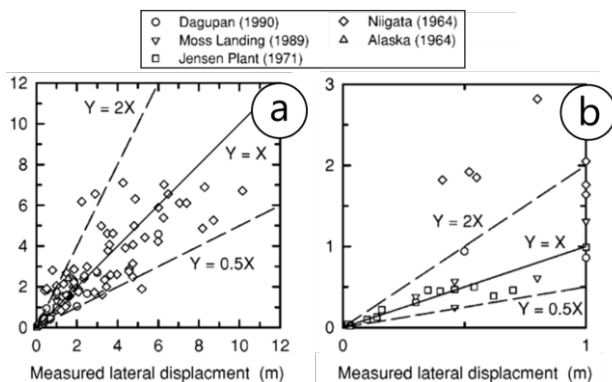 Dagupan (1990)
Moss Landing (1989)
Jensen Plant (1971)
Niigata (1964)
Alaska (1964)
a
12
10
8
6
4
2
0
Y = 2X
Y = X
Y = 0.5X
0 2 4 6 8 10 12
Measured lateral displacment (m)
b
3
2
1
0
Y = 2X
Y = X
Y = 0.5X
0 1
Measured lateral displacment (m)